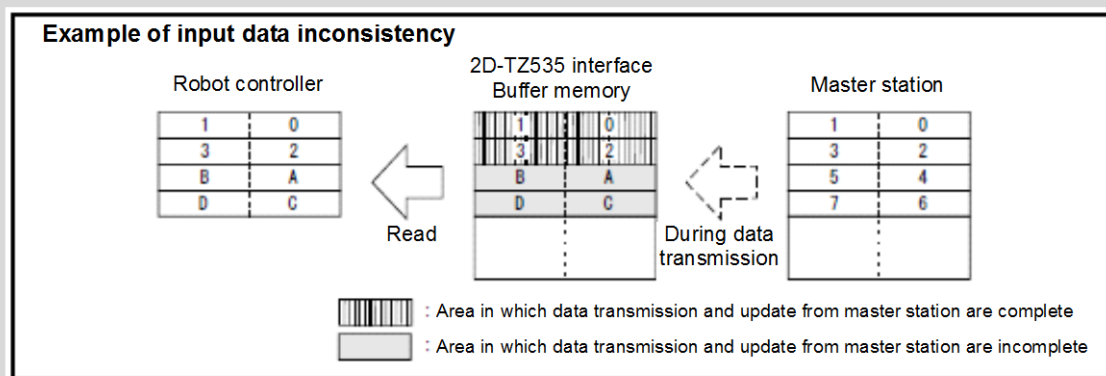 Example of input data inconsistency
Robot controller
2D-TZ535 interface
Buffer memory
Master station
1 0
3 2
B A
D C
1 0
3 2
B A
D C
1 0
3 2
5 4
7 6
Read
During data
transmission
: Area in which data transmission and update from master station are complete
: Area in which data transmission and update from master station are incomplete